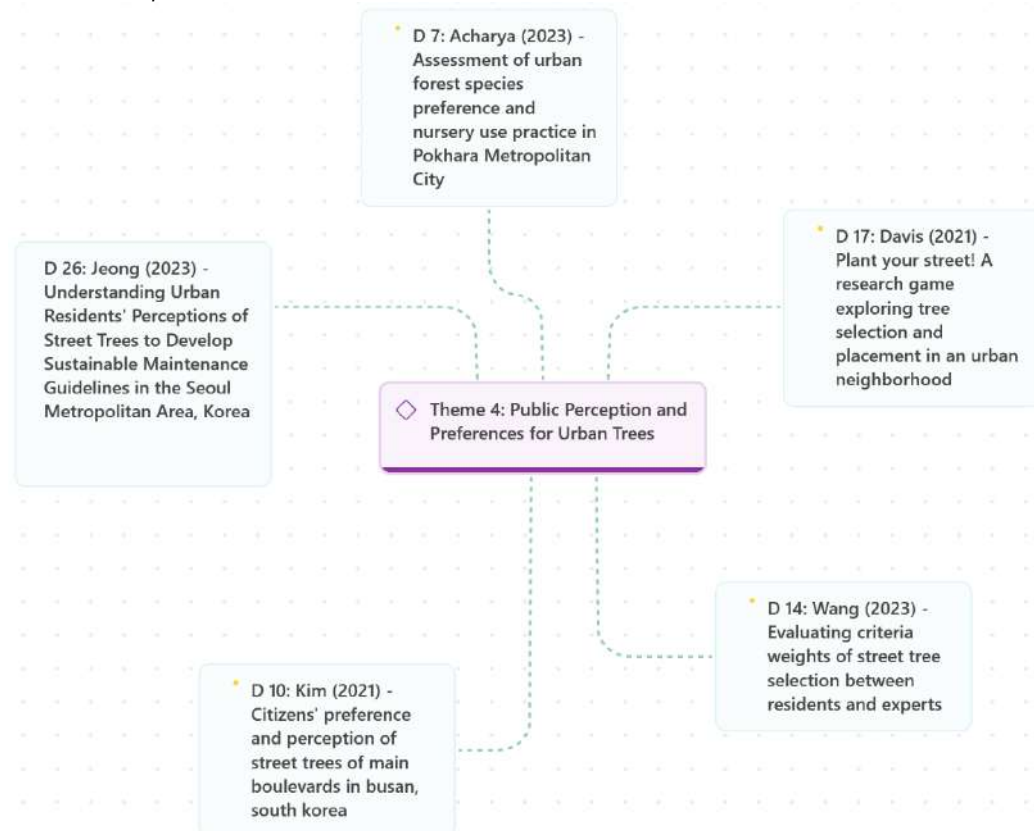 D 7: Acharya (2023) -
Assessment of urban
forest species
preference and
nursery use practice in
Pokhara Metropolitan
City
D 17: Davis (2021) -
Plant your street! A
research game
exploring tree
selection and
placement in an urban
neighborhood
D 26: Jeong (2023) -
Understanding Urban
Residents' Perceptions of
Street Trees to Develop
Sustainable Maintenance
Guidelines in the Seoul
Metropolitan Area, Korea
Theme 4: Public Perception and
Preferences for Urban Trees
D 14: Wang (2023) -
Evaluating criteria
weights of street tree
selection between
residents and experts
D 10: Kim (2021) -
Citizens' preference
and perception of
street trees of main
boulevards in busan,
south korea